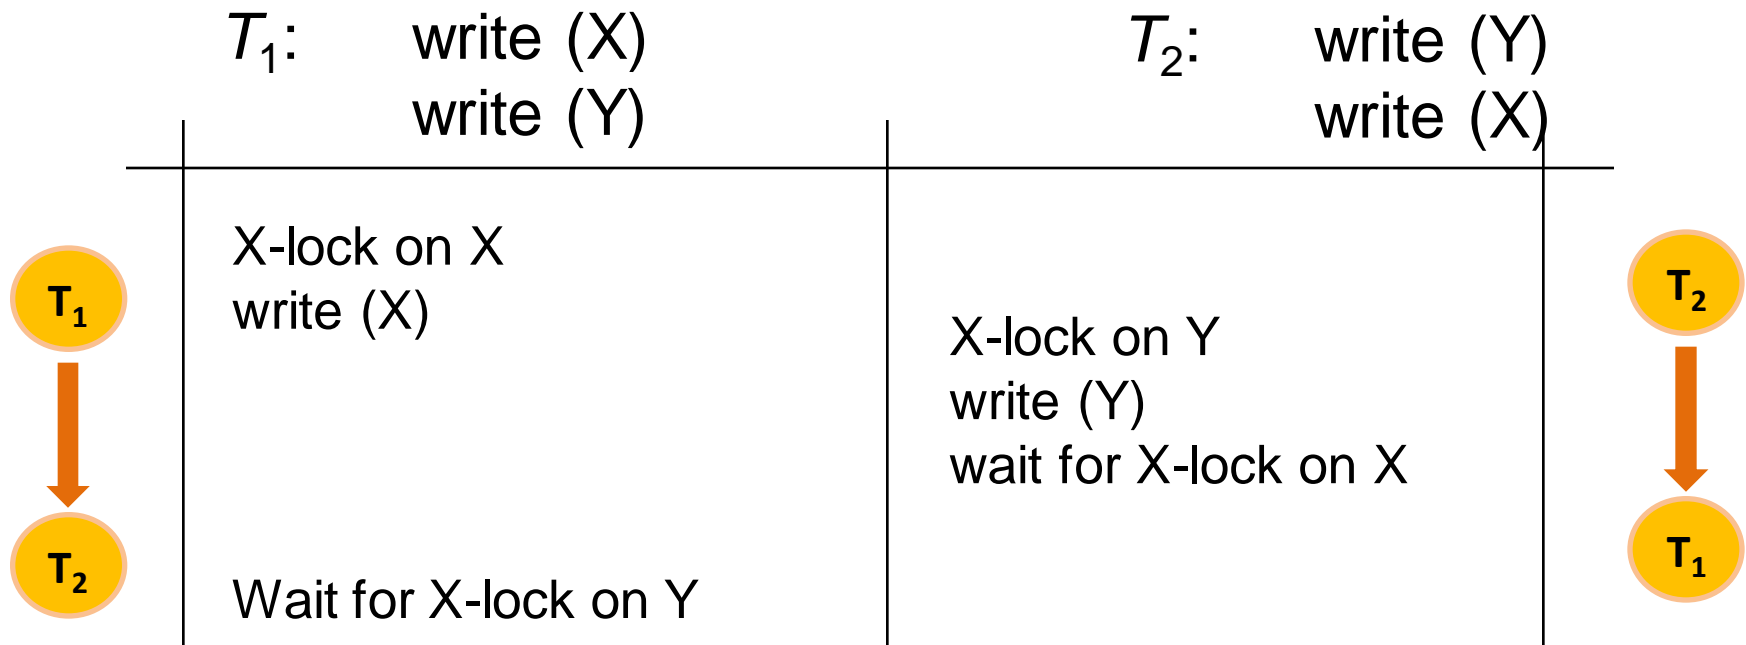 T₁: write (X)
write (Y)
T₂: write (Y)
write (X)
T₁
T₂
X-lock on X
write (X)
Wait for X-lock on Y
X-lock on Y
write (Y)
wait for X-lock on X
T₂
T₁